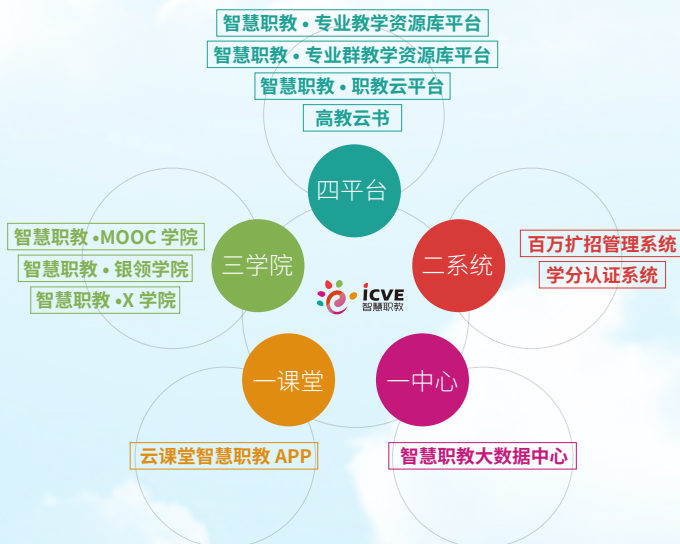 智慧职教 • 专业教学资源库平台
智慧职教 • 专业群教学资源库平台
智慧职教 • 职教云平台
高教云书
四平台
智慧职教 •MOOC 学院
智慧职教 • 银领学院
智慧职教 •X 学院
三学院
二系统
百万扩招管理系统
学分认证系统
icve
智慧职教
一课堂
一中心
云课堂智慧职教 APP
智慧职教大数据中心